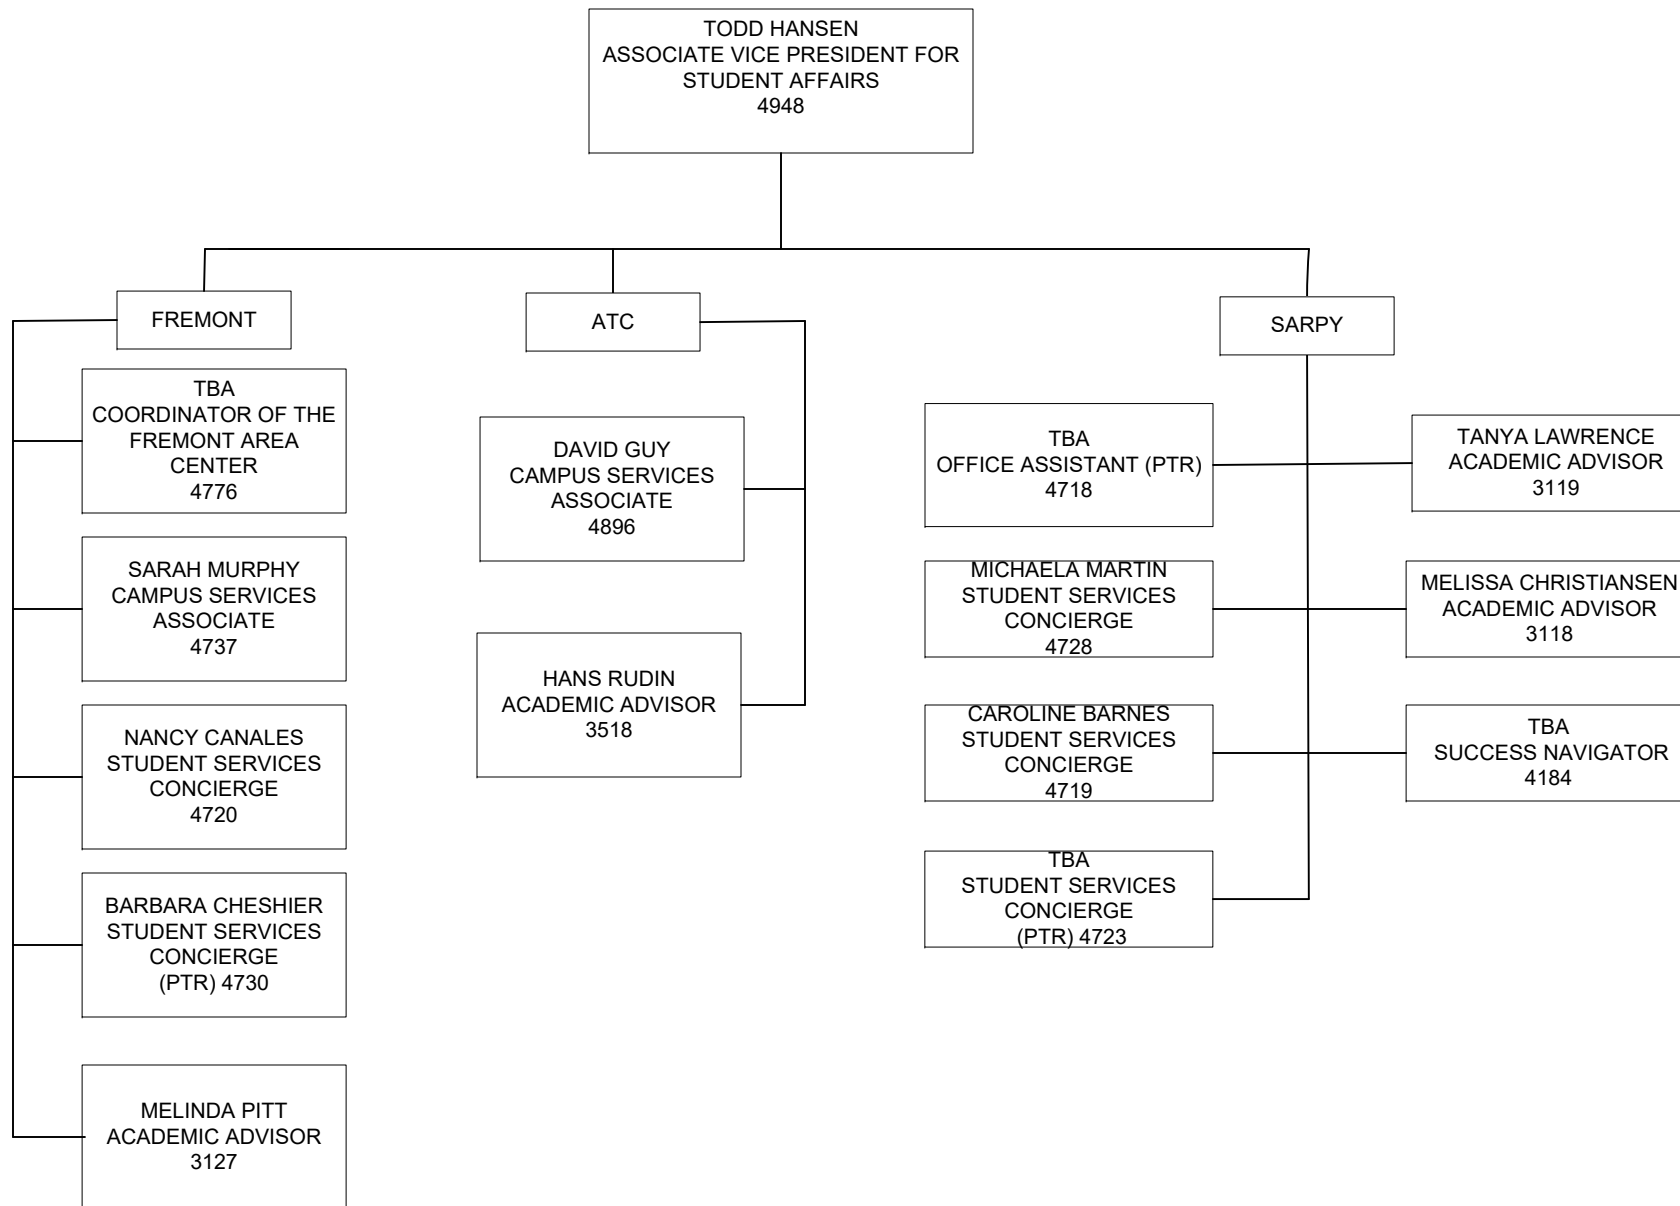 TODD HANSEN
ASSOCIATE VICE PRESIDENT FOR
STUDENT AFFAIRS
4948
FREMONT
TBA
COORDINATOR OF THE
FREMONT AREA
CENTER
4776
SARAH MURPHY
CAMPUS SERVICES
ASSOCIATE
4737
NANCY CANALES
STUDENT SERVICES
CONCIERGE
4720
BARBARA CHESHIER
STUDENT SERVICES
CONCIERGE
(PTR) 4730
MELINDA PITT
ACADEMIC ADVISOR
3127
ATC
DAVID GUY
CAMPUS SERVICES
ASSOCIATE
4896
HANS RUDIN
ACADEMIC ADVISOR
3518
SARPY
TBA
OFFICE ASSISTANT (PTR)
4718
MICHAELA MARTIN
STUDENT SERVICES
CONCIERGE
4728
CAROLINE BARNES
STUDENT SERVICES
CONCIERGE
4719
TBA
STUDENT SERVICES
CONCIERGE
(PTR) 4723
TANYA LAWRENCE
ACADEMIC ADVISOR
3119
MELISSA CHRISTIANSEN
ACADEMIC ADVISOR
3118
TBA
SUCCESS NAVIGATOR
4184